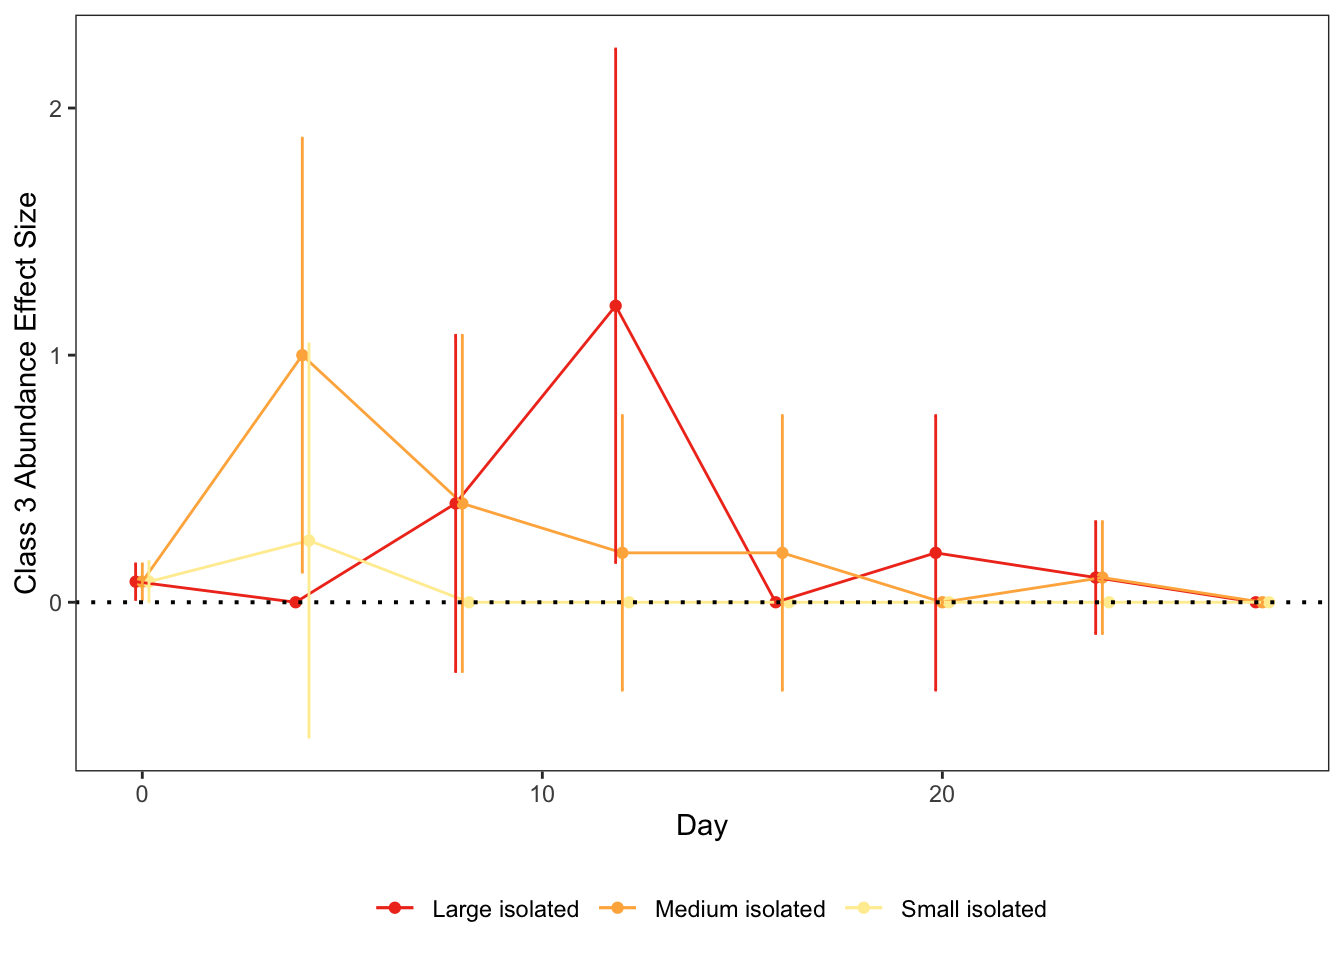 Class 3 Abundance Effect Size
2
1
0
0 10 20
Day
Large isolated Medium isolated Small isolated